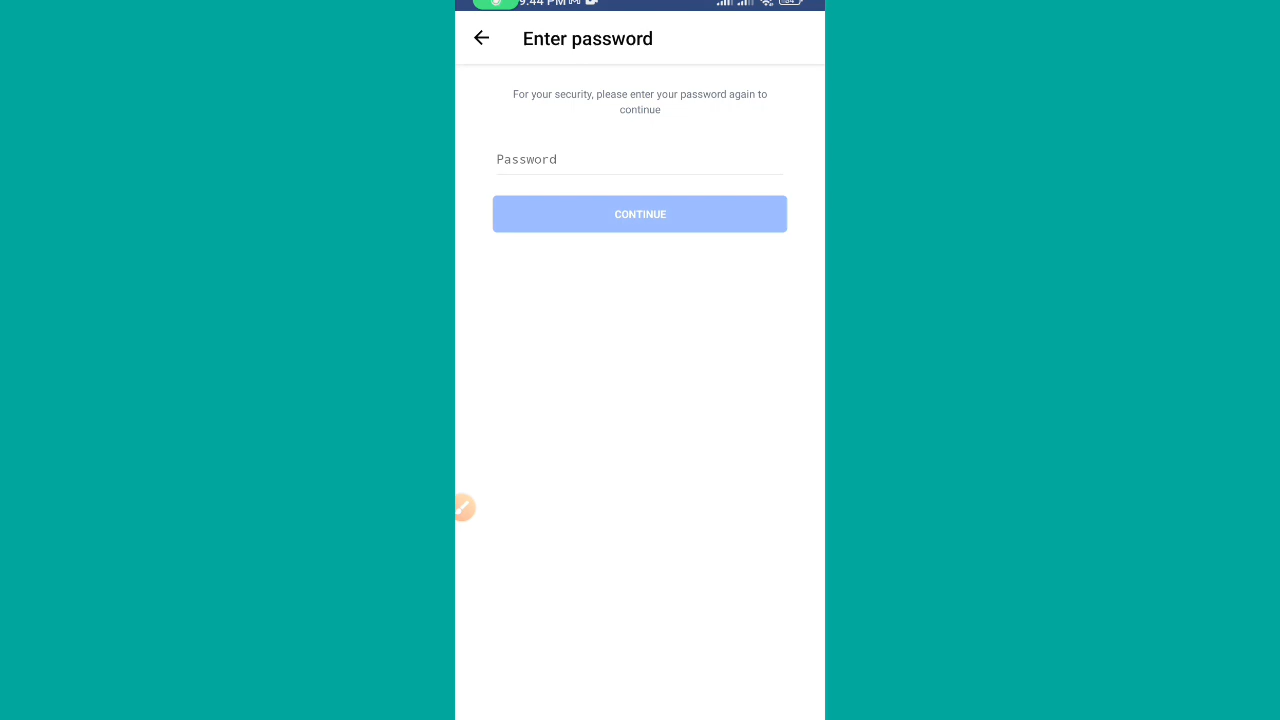 9:44 PM
Enter password
For your security, please enter your password again to
continue
Password
CONTINUE